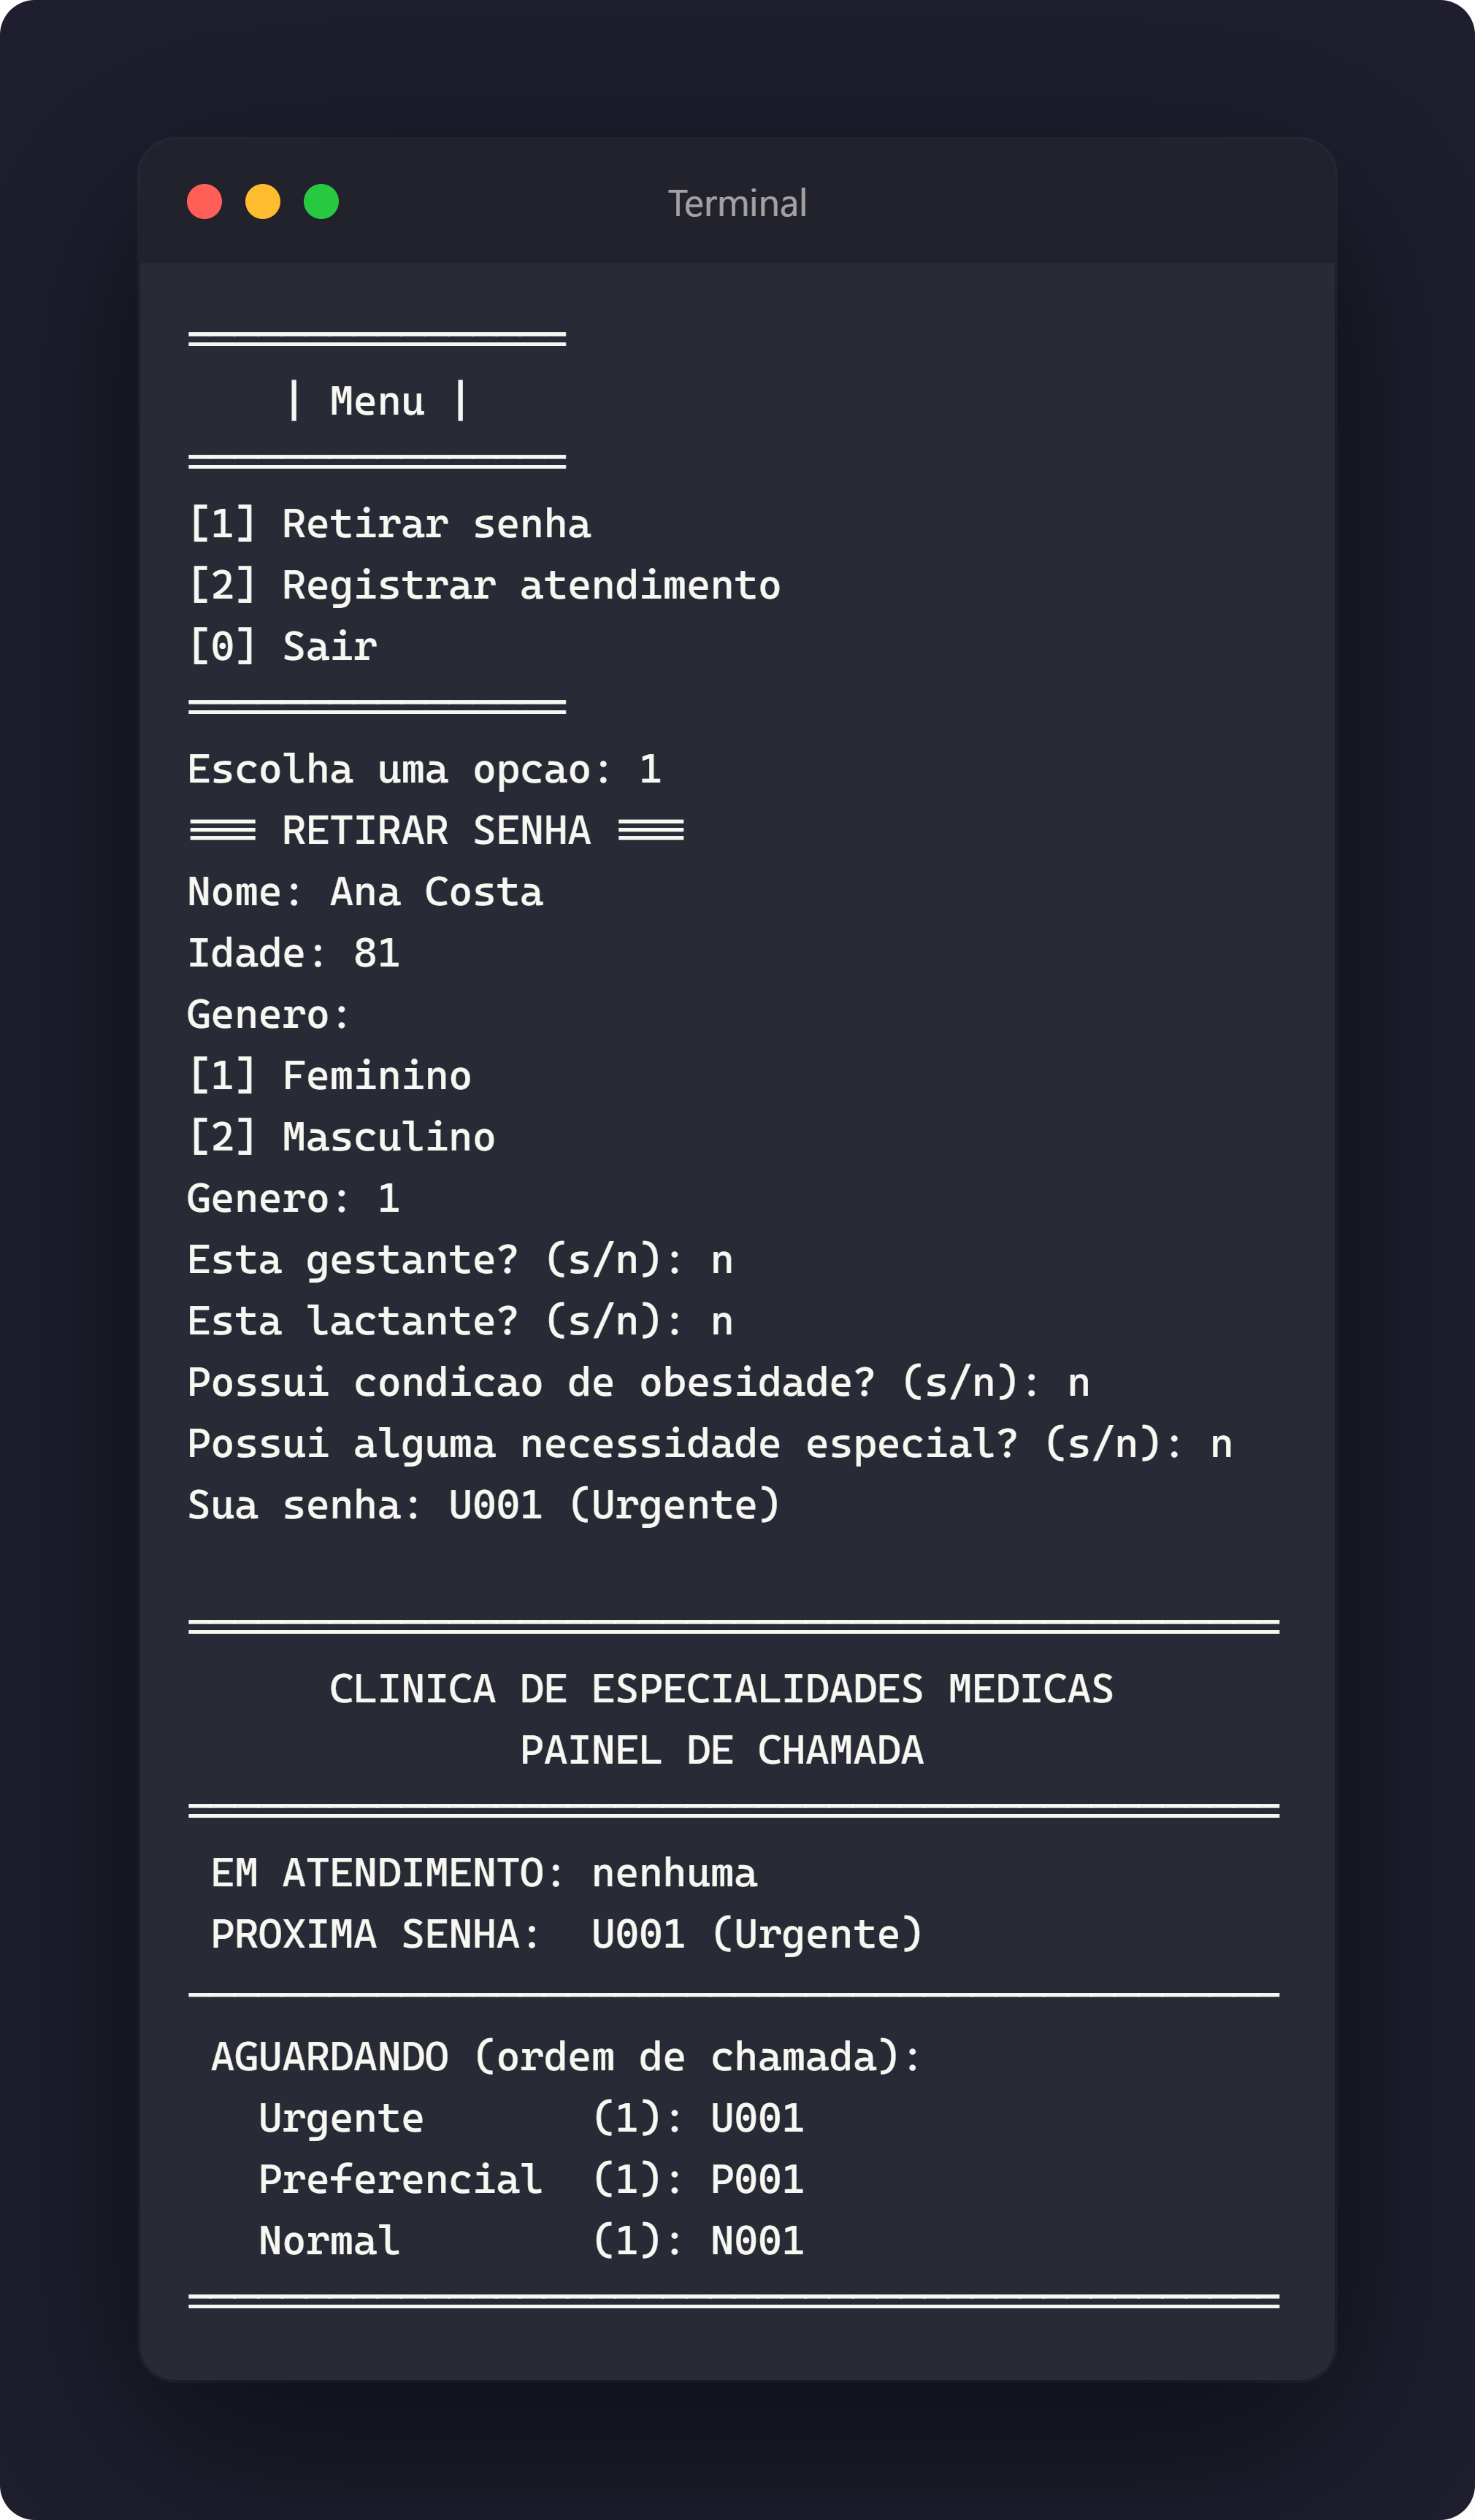 Terminal
================
    | Menu |
================
[1] Retirar senha
[2] Registrar atendimento
[0] Sair
================
Escolha uma opcao: 1
=== RETIRAR SENHA ===
Nome: Ana Costa
Idade: 81
Genero:
[1] Feminino
[2] Masculino
Genero: 1
Esta gestante? (s/n): n
Esta lactante? (s/n): n
Possui condicao de obesidade? (s/n): n
Possui alguma necessidade especial? (s/n): n
Sua senha: U001 (Urgente)

==============================================
      CLINICA DE ESPECIALIDADES MEDICAS
              PAINEL DE CHAMADA
==============================================
 EM ATENDIMENTO: nenhuma
 PROXIMA SENHA:  U001 (Urgente)
----------------------------------------------
 AGUARDANDO (ordem de chamada):
   Urgente       (1): U001
   Preferencial  (1): P001
   Normal        (1): N001
==============================================